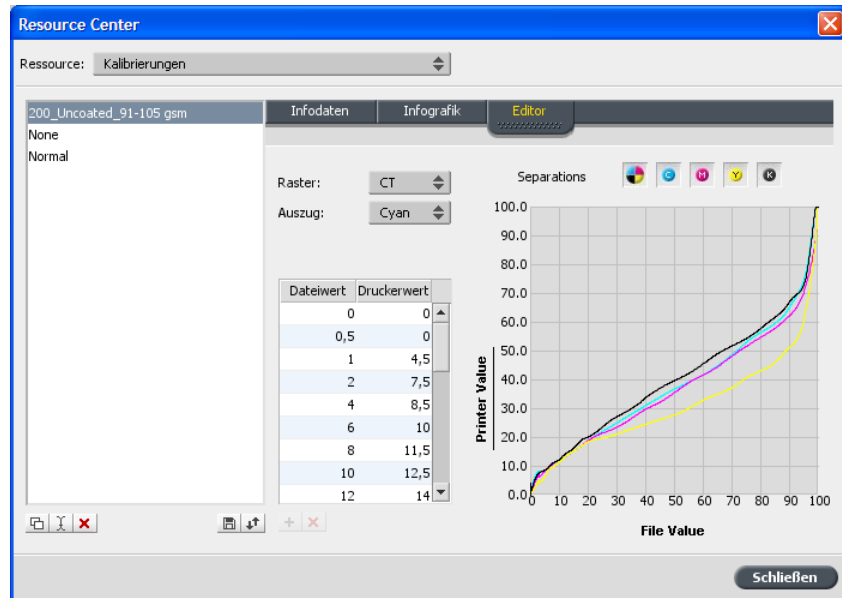 Resource Center
Ressource: Kalibrierungen
200_Uncoated_91-105 gsm
None
Normal
Infodaten Infografik Editor
Raster: CT
Auszug: Cyan
Dateiwert Druckerwert
0 0
0,5 0
1 4,5
2 7,5
4 8,5
6 10
8 11,5
10 12,5
12 14
Separations C M Y K
100.0
90.0
80.0
70.0
60.0
50.0
40.0
30.0
20.0
10.0
0.0
Printer Value
0 10 20 30 40 50 60 70 80 90 100
File Value
Schließen